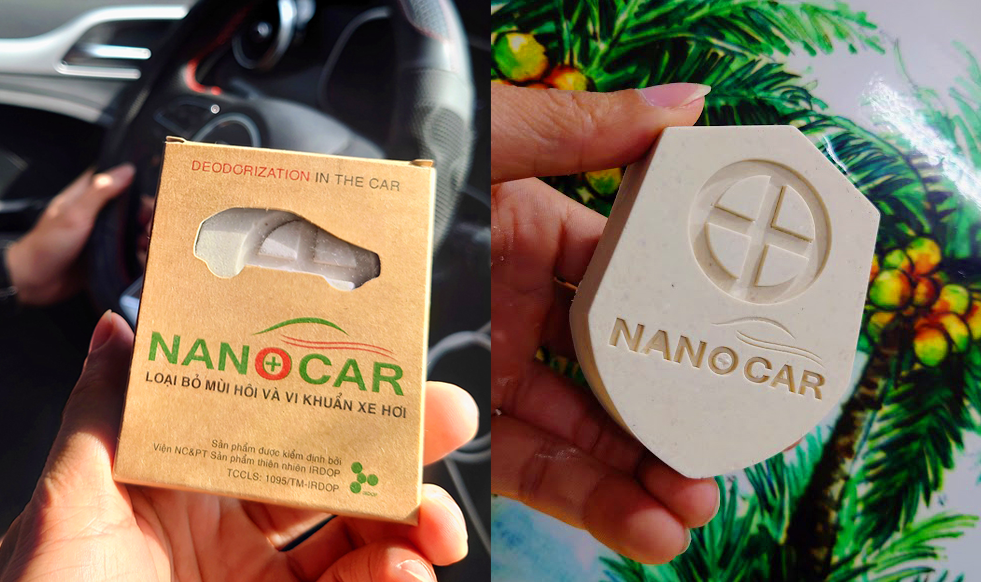 DEODORIZATION IN THE CAR
NANOCAR
LOẠI BỎ MÙI HÔI VÀ VI KHUẨN XE HƠI
Sản phẩm được kiểm định bởi
Viện NC&PT Sản phẩm thiên nhiên IRDOP
TCCLS: 1095/TM-IRDOP
NANOCAR